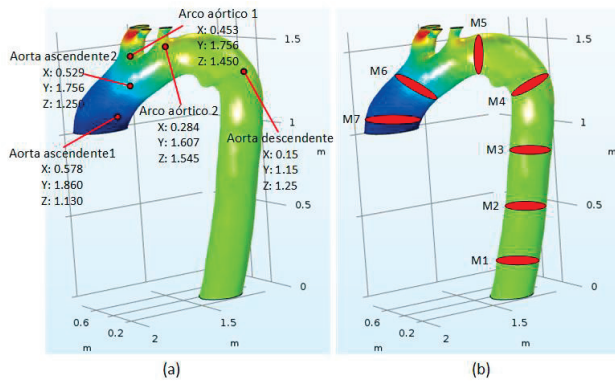 Arco aórtico 1
X: 0.453
Y: 1.756
Z: 1.450
Aorta ascendente2
X: 0.529
Y: 1.756
Z: 1.250
Arco aórtico 2
X: 0.284
Y: 1.607
Z: 1.545
Aorta ascendente1
X: 0.578
Y: 1.860
Z: 1.130
Aorta descendente
X: 0.15
Y: 1.15
Z: 1.25
1.5
1
m
0.5
0
0.6
0.2
m
2
1.5
m
(a)
M5
M6
M4
M7
M3
M2
M1
1.5
1
m
0.5
0
0.6
0.2
m
2
1.5
m
(b)